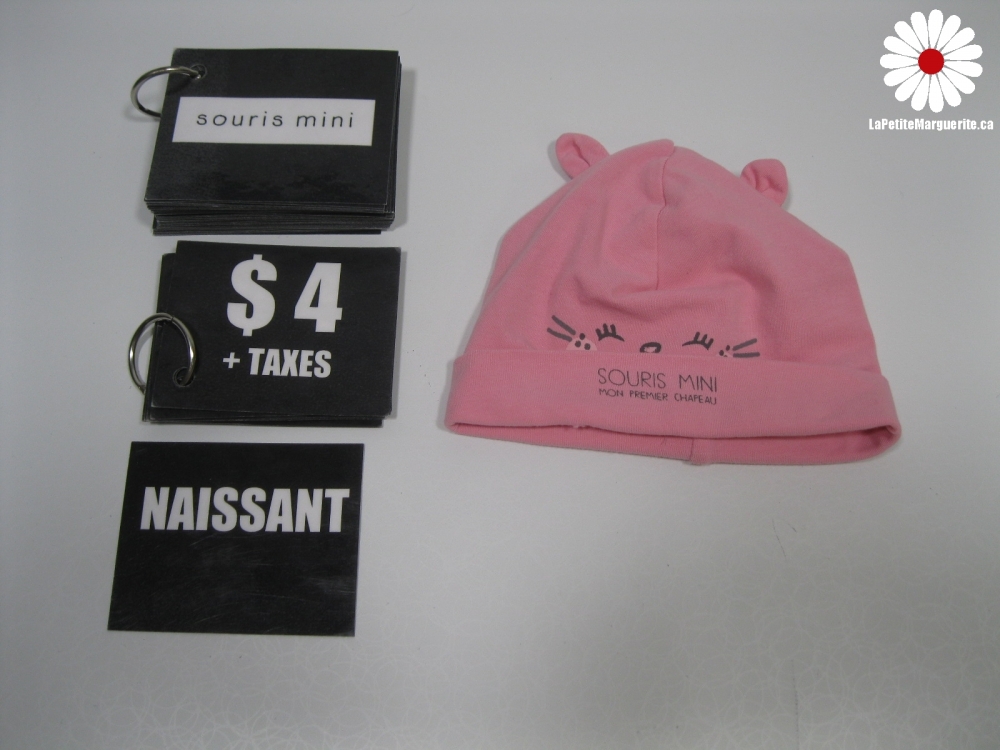 souris mini
$ 4
+ TAXES
NAISSANT
SOURIS MINI
MON PREMIER CHAPEAU
LaPetiteMarguerite.ca